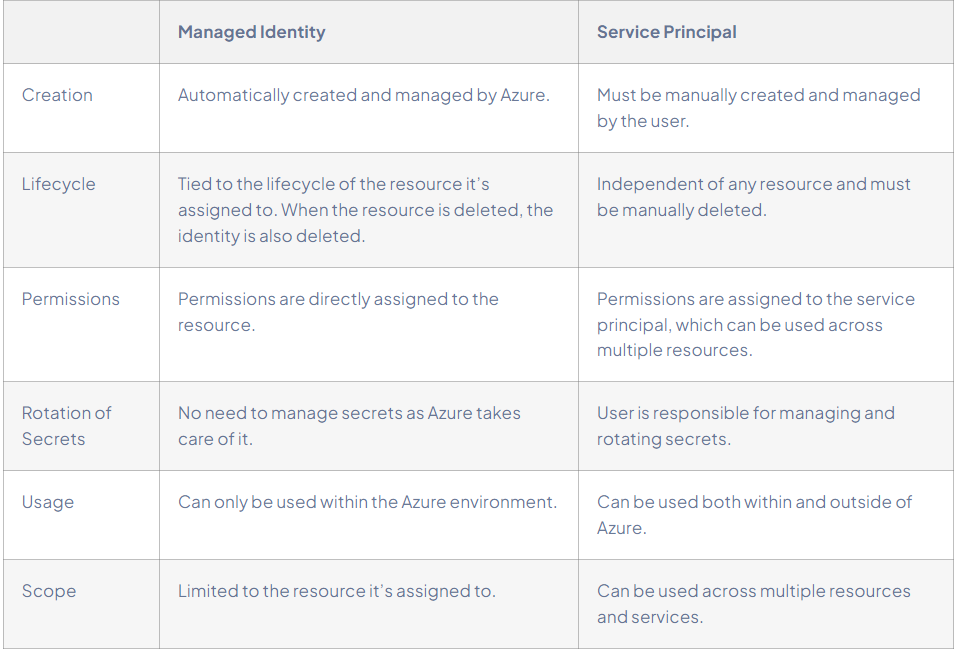 Managed Identity
Service Principal
Creation
Automatically created and managed by Azure.
Must be manually created and managed
by the user.
Lifecycle
Tied to the lifecycle of the resource it’s
assigned to. When the resource is deleted, the
identity is also deleted.
Independent of any resource and must
be manually deleted.
Permissions
Permissions are directly assigned to the
resource.
Permissions are assigned to the service
principal, which can be used across
multiple resources.
Rotation of
Secrets
No need to manage secrets as Azure takes
care of it.
User is responsible for managing and
rotating secrets.
Usage
Can only be used within the Azure environment.
Can be used both within and outside of
Azure.
Scope
Limited to the resource it’s assigned to.
Can be used across multiple resources
and services.